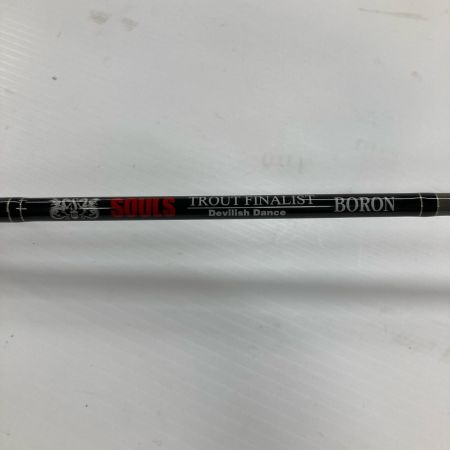 SOULS TROUT FINALIST BORON
Devilish Dance